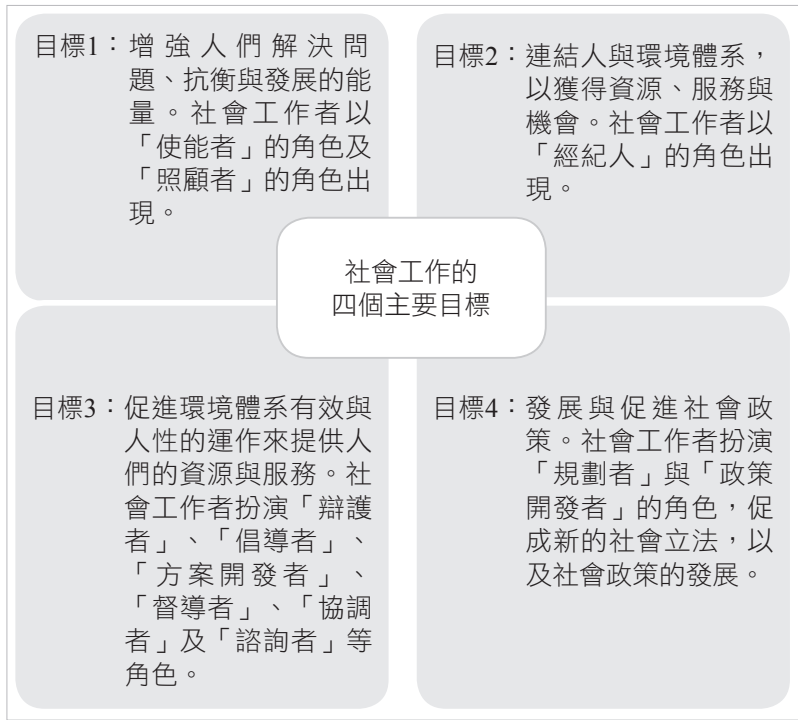 目標1：增強人們解決問
題、抗衡與發展的能
量。社會工作者以
「使能者」的角色及
「照顧者」的角色出
現。
目標2：連結人與環境體系，
以獲得資源、服務與
機會。社會工作者以
「經紀人」的角色出
現。
社會工作的
四個主要目標
目標3：促進環境體系有效與
人性的運作來提供人
們的資源與服務。社
會工作者扮演「辯護
者」、「倡導者」、
「方案開發者」、
「督導者」、「協調
者」及「諮詢者」等
角色。
目標4：發展與促進社會政
策。社會工作者扮演
「規劃者」與「政策
開發者」的角色，促
成新的社會立法，以
及社會政策的發展。